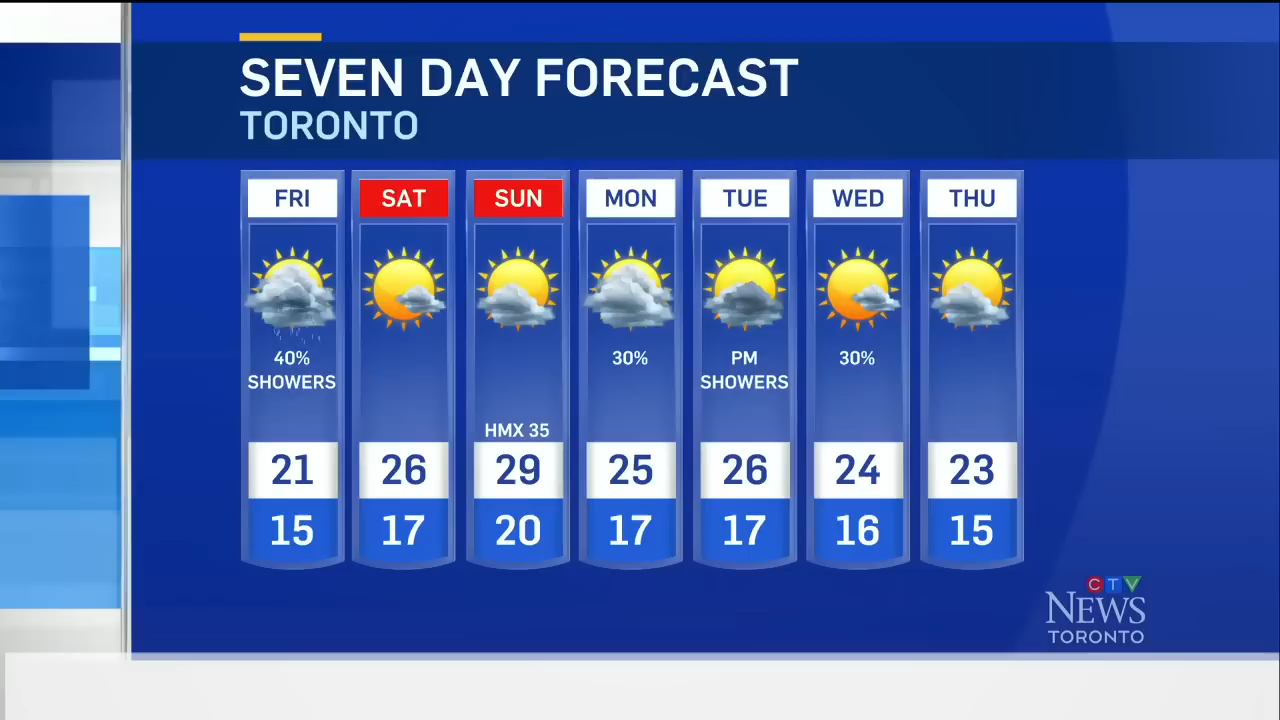 SEVEN DAY FORECAST
TORONTO
FRI SAT SUN MON TUE WED THU
40% 30% PM 30%
SHOWERS SHOWERS
HMX 35
21 26 29 25 26 24 23
15 17 20 17 17 16 15
CTV
NEWS
TORONTO